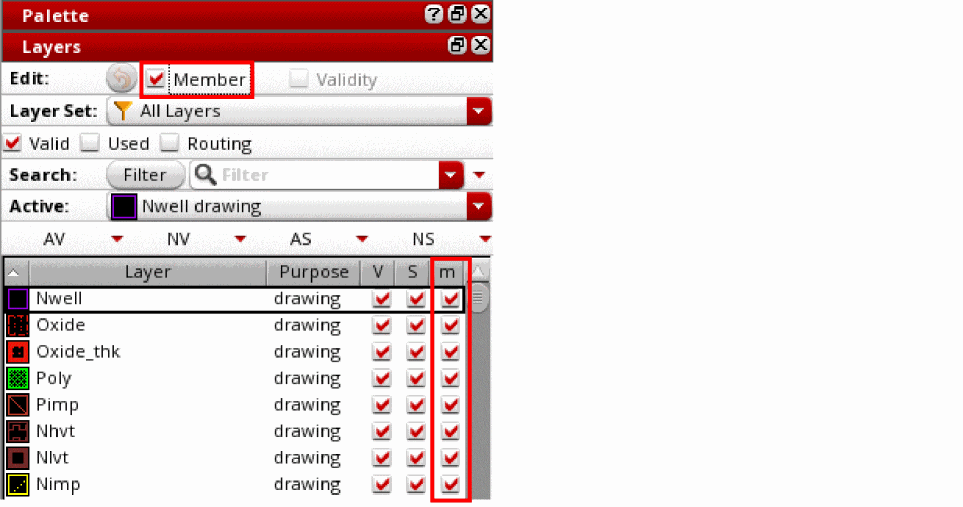 Palette
Layers
Edit: Member Validity
Layer Set: All Layers
Valid Used Routing
Search: Filter Filter
Active: Nwell drawing
AV NV AS NS
Layer Purpose V S m
Nwell drawing
Oxide drawing
Oxide_thk drawing
Poly drawing
Pimp drawing
Nhvt drawing
Nlvt drawing
Nimp drawing